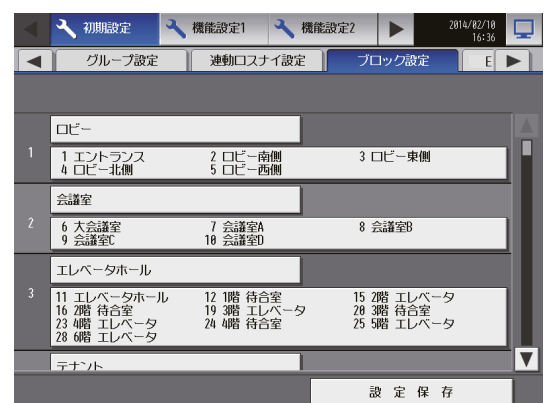 初期設定 機能設定1 機能設定2 2014/02/10
16:36
グループ設定 連動ロスナイ設定 ブロック設定 E
ロビー
1 1 エントランス 2 ロビー南側 3 ロビー東側
4 ロビー北側 5 ロビー西側
会議室
2 6 大会議室 7 会議室A 8 会議室B
9 会議室C 10 会議室D
エレベータホール
3 11 エレベータホール 12 1階 待合室 15 2階 エレベータ
16 2階 待合室 19 3階 エレベータ 20 3階 待合室
23 4階 エレベータ 24 4階 待合室 25 5階 エレベータ
28 6階 エレベータ
テナント
設 定 保 存